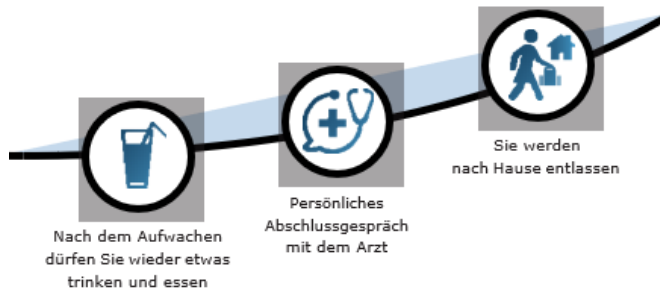 Nach dem Aufwachen
dürfen Sie wieder etwas
trinken und essen
Persönliches
Abschlussgespräch
mit dem Arzt
Sie werden
nach Hause entlassen